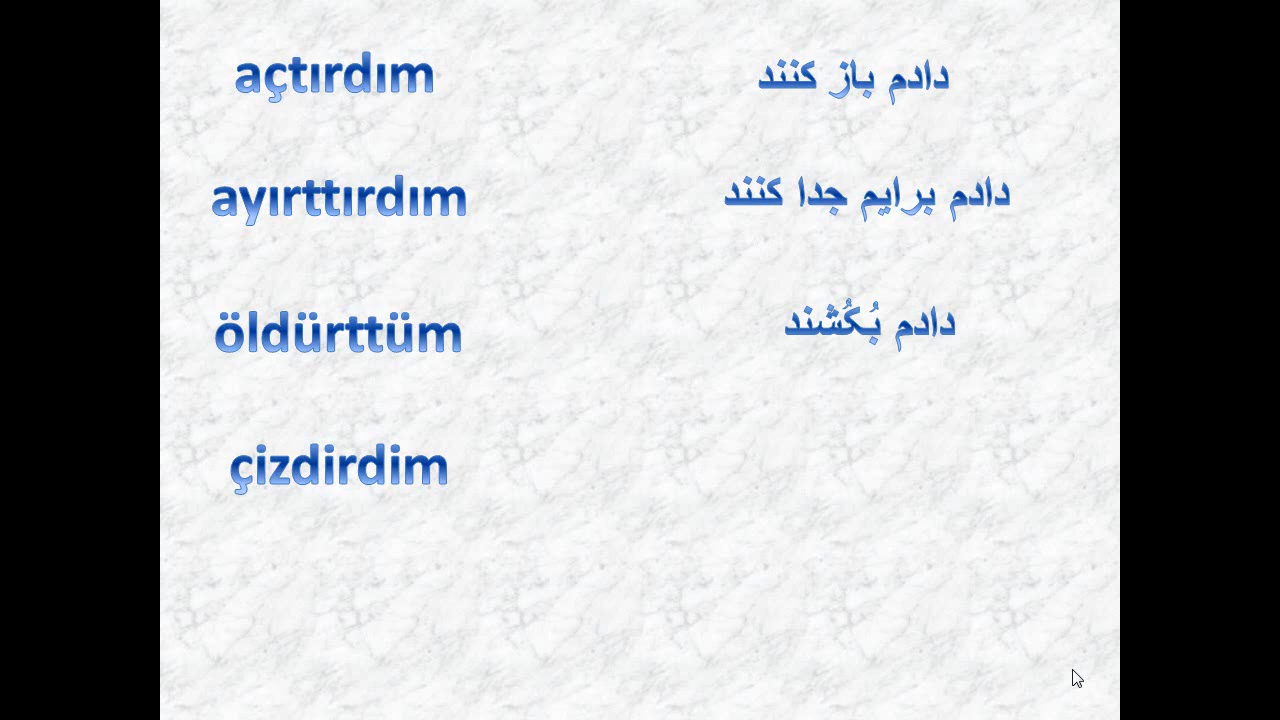 açtırdım دادم باز کنند
ayırttırdım دادم برایم جدا کنند
öldürttüm دادم بُکُشند
çizdirdim